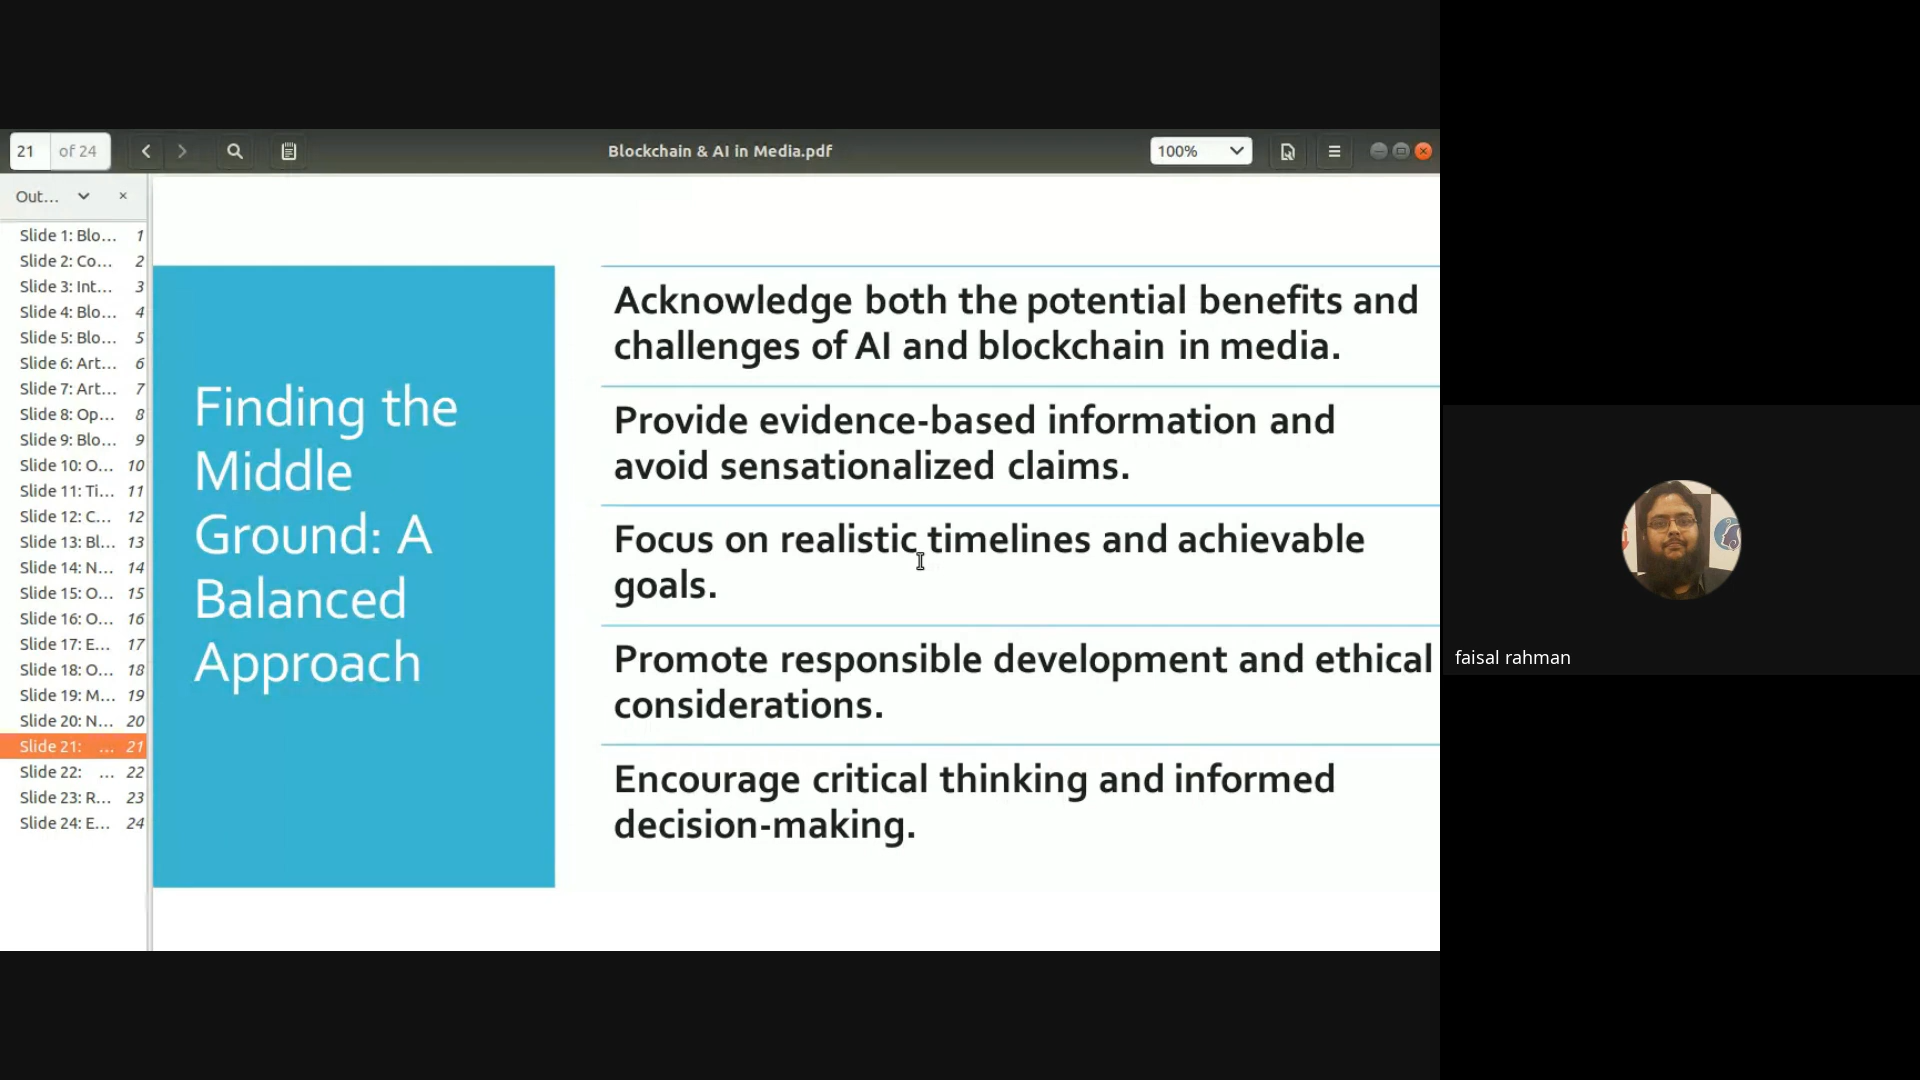 21 of 24
Blockchain & AI in Media.pdf
100%
Out...
Slide 1: Blo... 1
Slide 2: Co... 2
Slide 3: Int... 3
Slide 4: Blo... 4
Slide 5: Blo... 5
Slide 6: Art... 6
Slide 7: Art... 7
Slide 8: Op... 8
Slide 9: Blo... 9
Slide 10: O... 10
Slide 11: Ti... 11
Slide 12: C... 12
Slide 13: Bl... 13
Slide 14: N... 14
Slide 15: O... 15
Slide 16: O... 16
Slide 17: E... 17
Slide 18: O... 18
Slide 19: M... 19
Slide 20: N... 20
Slide 21: ... 21
Slide 22: ... 22
Slide 23: R... 23
Slide 24: E... 24
Finding the
Middle
Ground: A
Balanced
Approach
Acknowledge both the potential benefits and
challenges of AI and blockchain in media.
Provide evidence-based information and
avoid sensationalized claims.
Focus on realistic timelines and achievable
goals.
Promote responsible development and ethical
considerations.
Encourage critical thinking and informed
decision-making.
faisal rahman